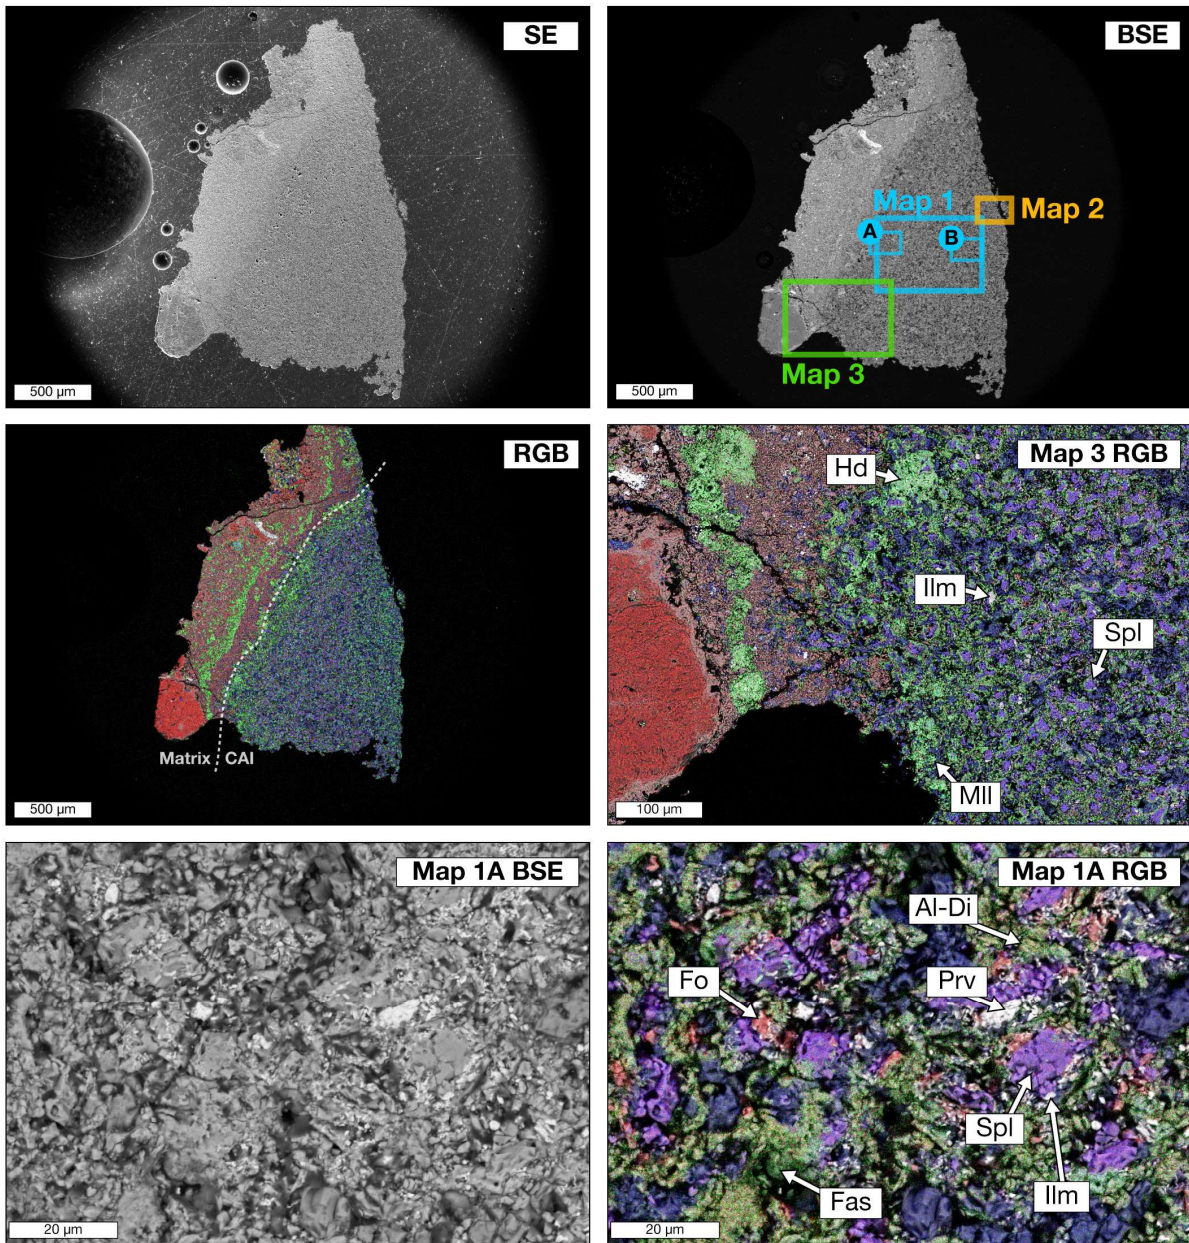 SE
500 µm
BSE
Map 1
Map 2
A
B
Map 3
500 µm
RGB
Matrix
CAI
500 µm
Map 3 RGB
Hd
Ilm
Spl
Mll
100 µm
Map 1A BSE
20 µm
Map 1A RGB
Al-Di
Fo
Prv
Spl
Ilm
Fas
20 µm